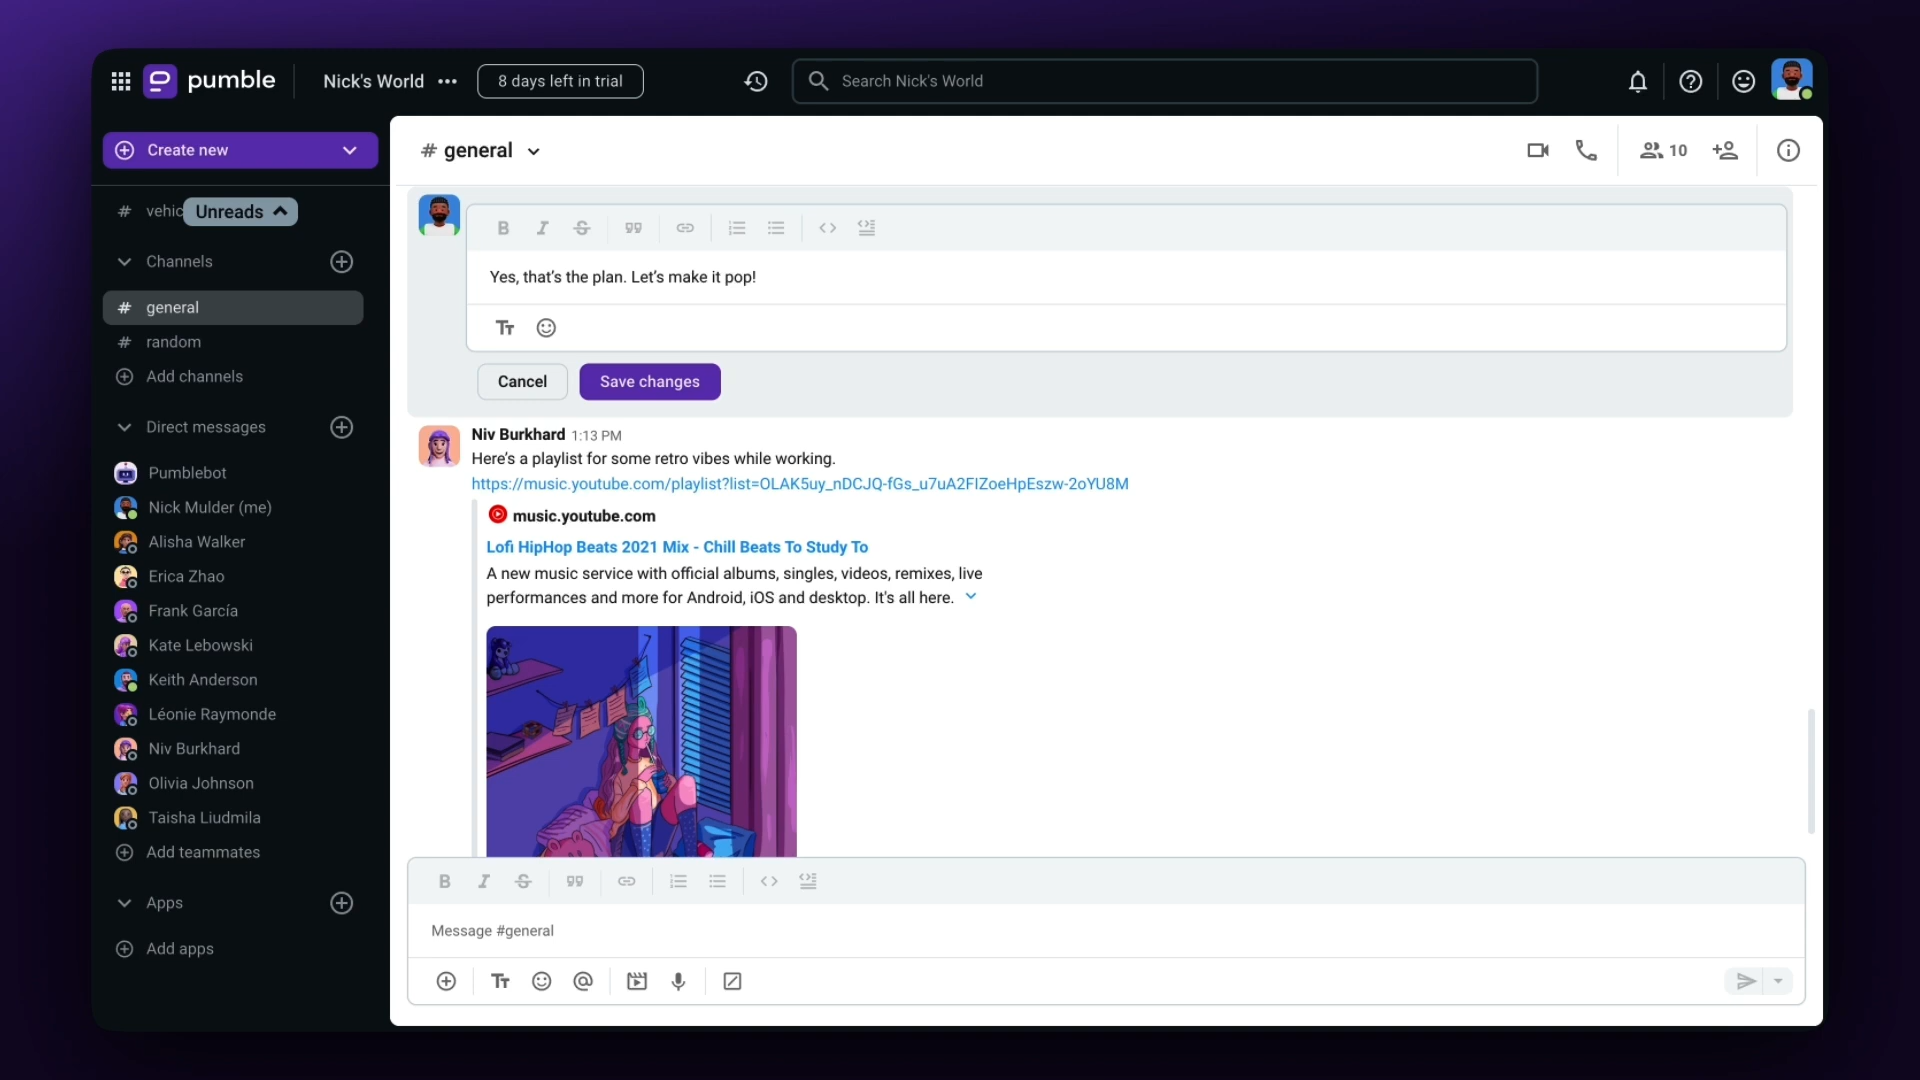 pumble
Nick's World
8 days left in trial
Search Nick's World
Create new
# vehic
Unreads
Channels
# general
# random
Add channels
Direct messages
Pumblebot
Nick Mulder (me)
Alisha Walker
Erica Zhao
Frank García
Kate Lebowski
Keith Anderson
Léonie Raymonde
Niv Burkhard
Olivia Johnson
Taisha Liudmila
Add teammates
Apps
Add apps
# general
10
Yes, that’s the plan. Let’s make it pop!
Cancel
Save changes
Niv Burkhard 1:13 PM
Here’s a playlist for some retro vibes while working.
https://music.youtube.com/playlist?list=OLAK5uy_nDCJQ-fGs_u7uA2FIZoeHpEszw-2oYU8M
music.youtube.com
Lofi HipHop Beats 2021 Mix - Chill Beats To Study To
A new music service with official albums, singles, videos, remixes, live
performances and more for Android, iOS and desktop. It's all here.
Message #general